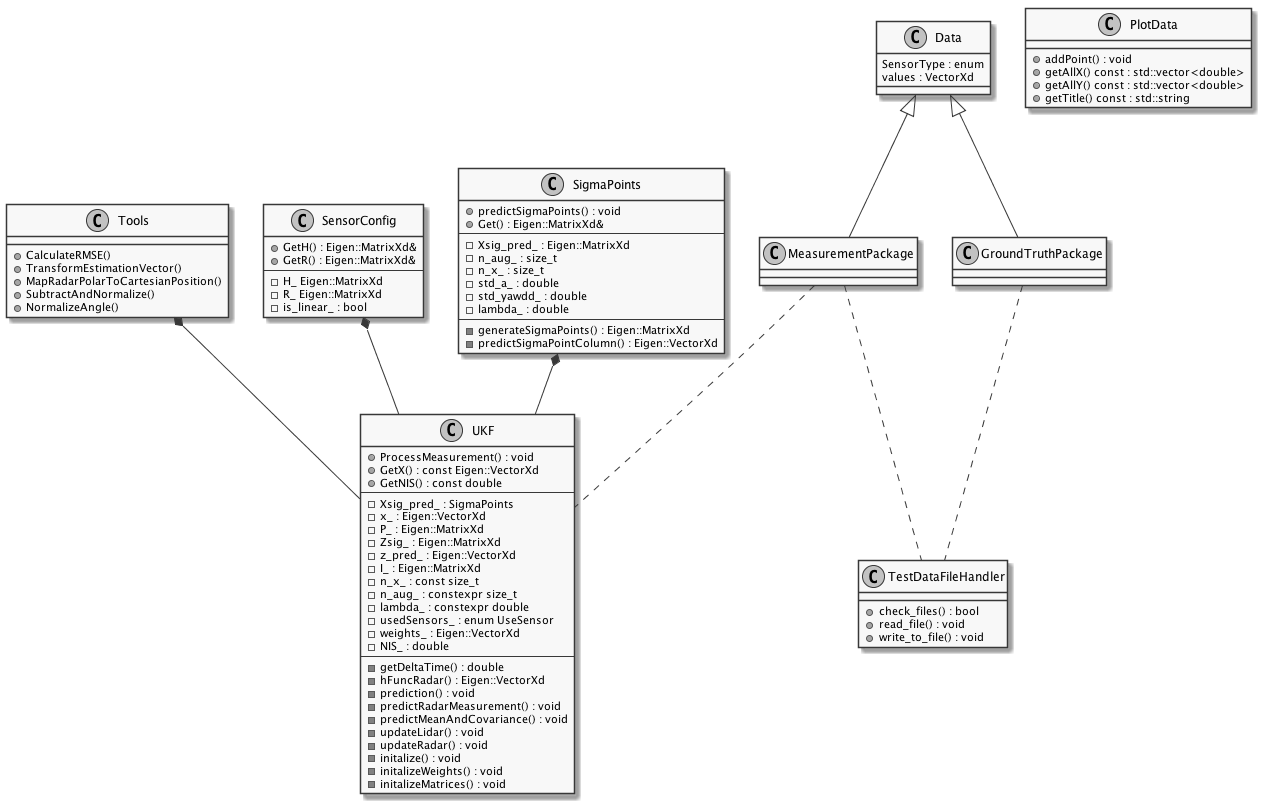 C Data
SensorType : enum
values : VectorXd
C PlotData
addPoint() : void
getAllX() const : std::vector<double>
getAllY() const : std::vector<double>
getTitle() const : std::string
C Tools
CalculateRMSE()
TransformEstimationVector()
MapRadarPolarToCartesianPosition()
SubtractAndNormalize()
NormalizeAngle()
C SensorConfig
GetH() : Eigen::MatrixXd&
GetR() : Eigen::MatrixXd&
H_ Eigen::MatrixXd
R_ Eigen::MatrixXd
is_linear_ : bool
C SigmaPoints
predictSigmaPoints() : void
Get() : Eigen::MatrixXd&
Xsig_pred_ : Eigen::MatrixXd
n_aug_ : size_t
n_x_ : size_t
std_a_ : double
std_yawdd_ : double
lambda_ : double
generateSigmaPoints() : Eigen::MatrixXd
predictSigmaPointColumn() : Eigen::VectorXd
C MeasurementPackage
C GroundTruthPackage
C UKF
ProcessMeasurement() : void
GetX() : const Eigen::VectorXd
GetNIS() : const double
Xsig_pred_ : SigmaPoints
x_ : Eigen::VectorXd
P_ : Eigen::MatrixXd
Zsig_ : Eigen::MatrixXd
z_pred_ : Eigen::VectorXd
I_ : Eigen::MatrixXd
n_x_ : const size_t
n_aug_ : constexpr size_t
lambda_ : constexpr double
usedSensors_ : enum UseSensor
weights_ : Eigen::VectorXd
NIS_ : double
getDeltaTime() : double
hFuncRadar() : Eigen::VectorXd
prediction() : void
predictRadarMeasurement() : void
predictMeanAndCovariance() : void
updateLidar() : void
updateRadar() : void
initalize() : void
initalizeWeights() : void
initalizeMatrices() : void
C TestDataFileHandler
check_files() : bool
read_file() : void
write_to_file() : void